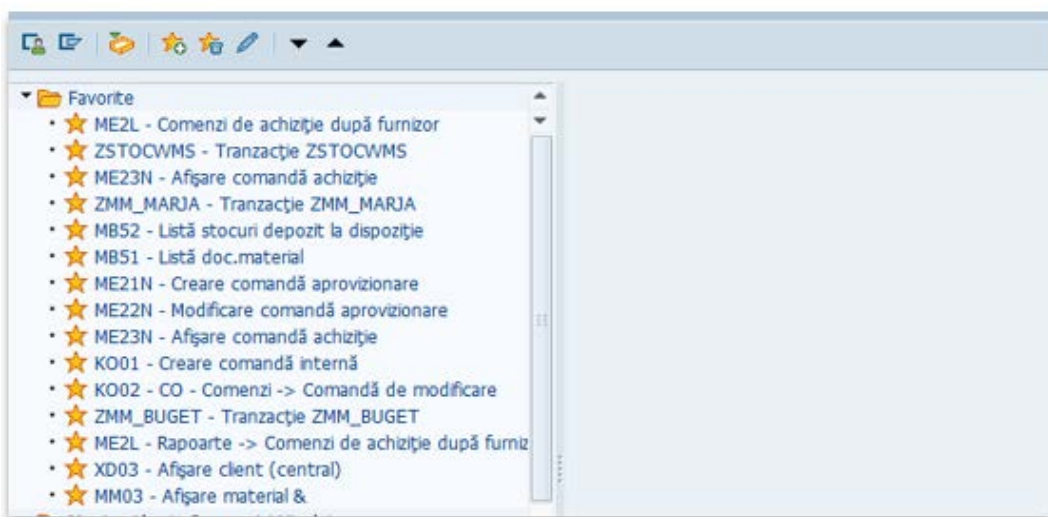 Favorite
ME2L - Comenzi de achiziţie după furnizor
ZSTOCWMS - Tranzacţie ZSTOCWMS
ME23N - Afişare comandă achiziţie
ZMM_MARJA - Tranzacţie ZMM_MARJA
MB52 - Listă stocuri depozit la dispoziţie
MB51 - Listă doc.material
ME21N - Creare comandă aprovizionare
ME22N - Modificare comandă aprovizionare
ME23N - Afişare comandă achiziţie
KO01 - Creare comandă internă
KO02 - CO - Comenzi -> Comandă de modificare
ZMM_BUGET - Tranzacţie ZMM_BUGET
ME2L - Rapoarte -> Comenzi de achiziţie după furniz
XD03 - Afişare client (central)
MM03 - Afişare material &